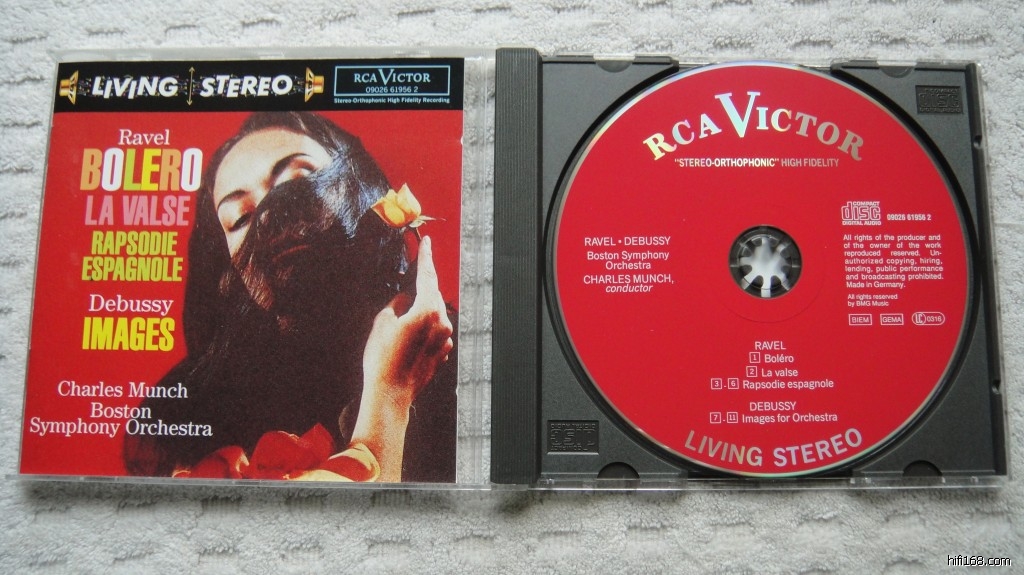 LIVING STEREO
RCA VICTOR
09026 61956 2
Stereo-Orthophonic High Fidelity Recording
Ravel
BOLERO
LA VALSE
RAPSODIE
ESPAGNOLE
Debussy
IMAGES
Charles Munch
Boston
Symphony Orchestra
RCA VICTOR
"STEREO-ORTHOPHONIC" HIGH FIDELITY
COMPACT
disc
DIGITAL AUDIO
09026 61956 2
RAVEL • DEBUSSY
Boston Symphony
Orchestra
CHARLES MUNCH,
conductor
All rights of the producer and
of the owner of the work
reproduced reserved. Un-
authorized copying, hiring,
lending, public performance
and broadcasting prohibited.
Made in Germany.
All rights reserved
by BMG Music
BIEM GEMA LC 0316
RAVEL
1 Boléro
2 La valse
3 - 6 Rapsodie espagnole
DEBUSSY
7 - 11 Images for Orchestra
LIVING STEREO
hifi168.com